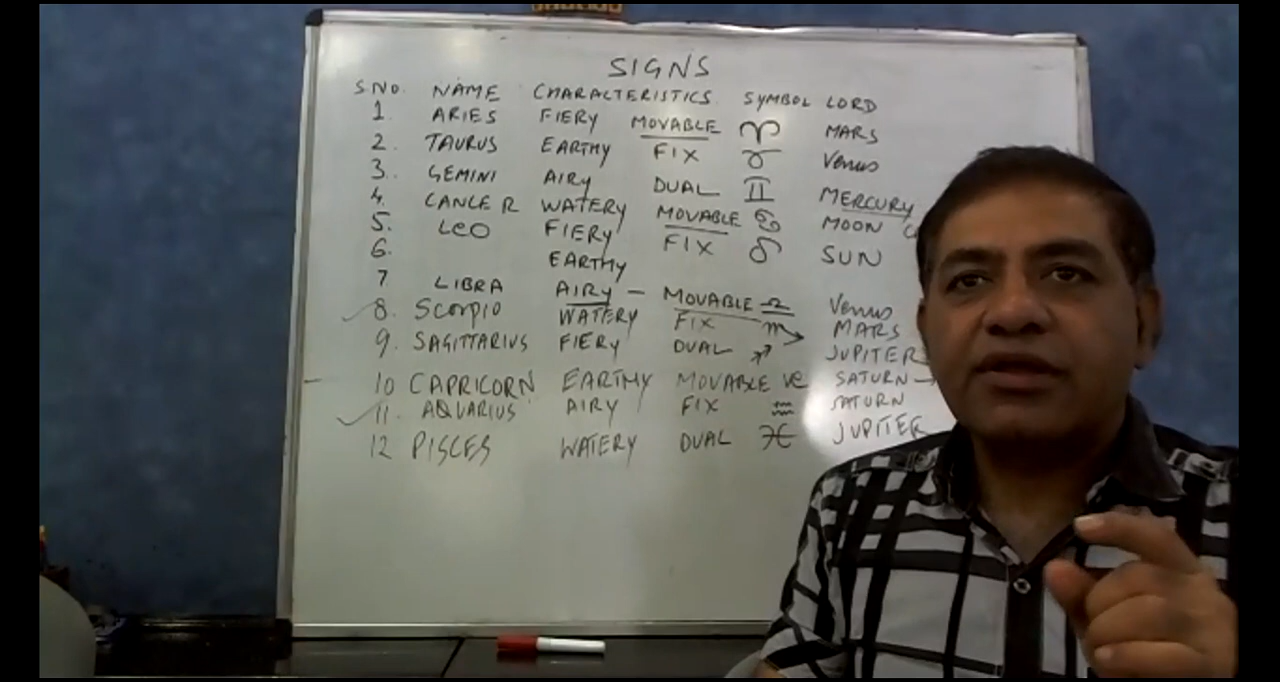 SIGNS
S NO. NAME CHARACTERISTICS. SYMBOL LORD
1. ARIES FIERY MOVABLE ♈ MARS
2. TAURUS EARTHY FIX ♉ Venus
3. GEMINI AIRY DUAL ♊ MERCURY
4. CANCER WATERY MOVABLE ♋ MOON
5. LEO FIERY FIX ♌ SUN
6. EARTHY
7 LIBRA AIRY – MOVABLE ♎ Venus
8. Scorpio WATERY FIX ♏ MARS
9. SAGITTARIUS FIERY DUAL ♐ JUPITER
10 CAPRICORN EARTHY MOVABLE ♑ SATURN →
11. AQUARIUS AIRY FIX ♒ SATURN
12 PISCES WATERY DUAL ♓ JUPITER